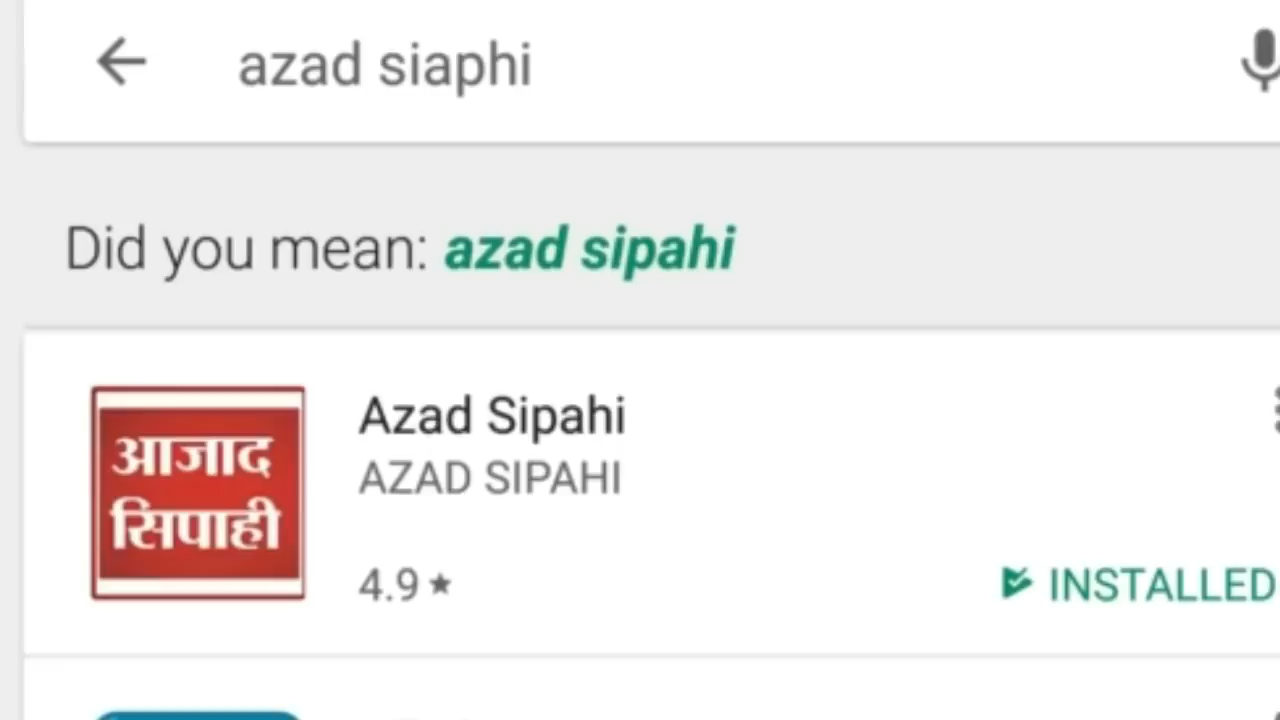 azad siaphi
Did you mean: azad sipahi
आजाद
सिपाही
Azad Sipahi
AZAD SIPAHI
4.9
INSTALLED